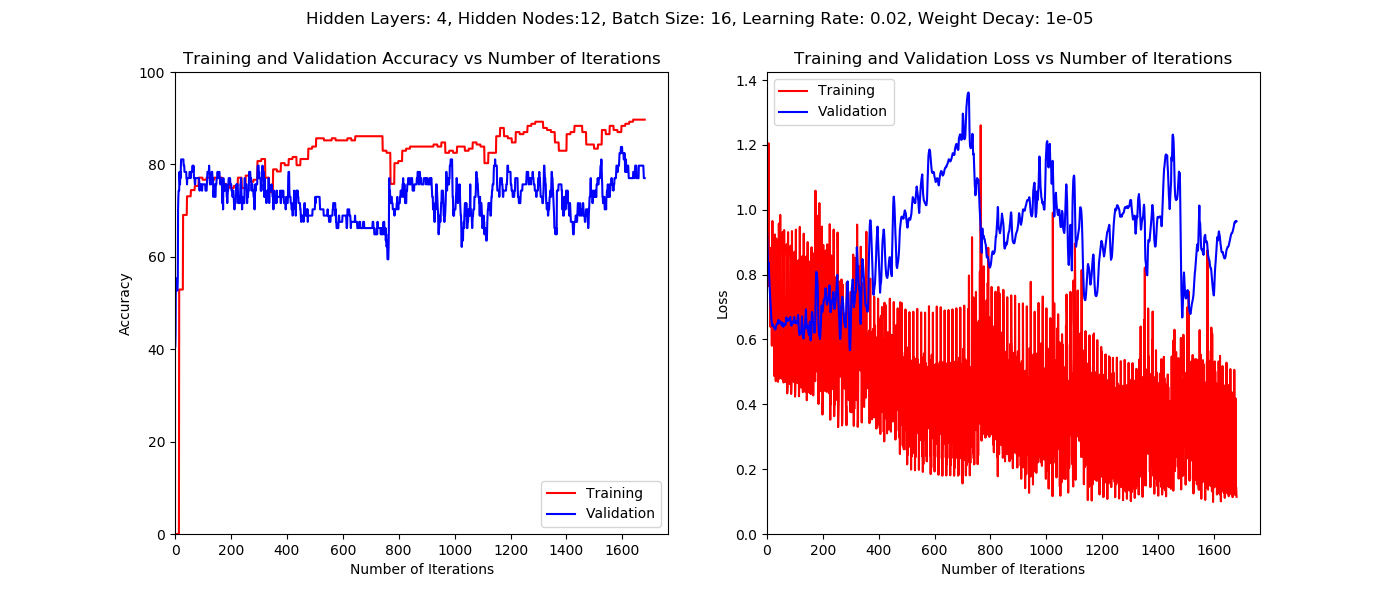 Hidden Layers: 4, Hidden Nodes:12, Batch Size: 16, Learning Rate: 0.02, Weight Decay: 1e-05
Training and Validation Accuracy vs Number of Iterations
100
80
60
40
20
0
Accuracy
0 200 400 600 800 1000 1200 1400 1600
Number of Iterations
Training
Validation
Training and Validation Loss vs Number of Iterations
1.4
1.2
1.0
0.8
0.6
0.4
0.2
0.0
Loss
0 200 400 600 800 1000 1200 1400 1600
Number of Iterations
Training
Validation